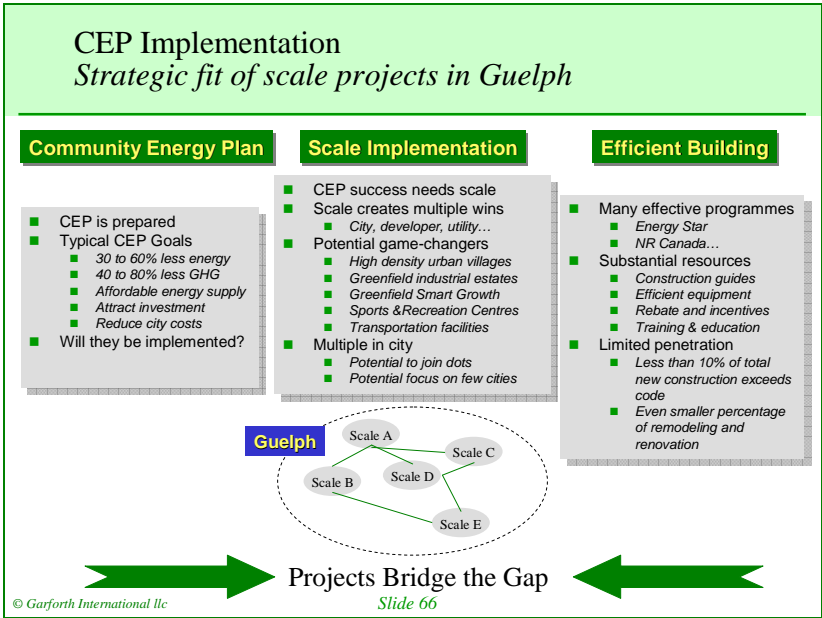 CEP Implementation
Strategic fit of scale projects in Guelph
Community Energy Plan
CEP is prepared
Typical CEP Goals
30 to 60% less energy
40 to 80% less GHG
Affordable energy supply
Attract investment
Reduce city costs
Will they be implemented?
Scale Implementation
CEP success needs scale
Scale creates multiple wins
City, developer, utility…
Potential game-changers
High density urban villages
Greenfield industrial estates
Greenfield Smart Growth
Sports &Recreation Centres
Transportation facilities
Multiple in city
Potential to join dots
Potential focus on few cities
Efficient Building
Many effective programmes
Energy Star
NR Canada…
Substantial resources
Construction guides
Efficient equipment
Rebate and incentives
Training & education
Limited penetration
Less than 10% of total
new construction exceeds
code
Even smaller percentage
of remodeling and
renovation
Guelph
Scale A
Scale C
Scale D
Scale B
Scale E
Projects Bridge the Gap
© Garforth International llc
Slide 66